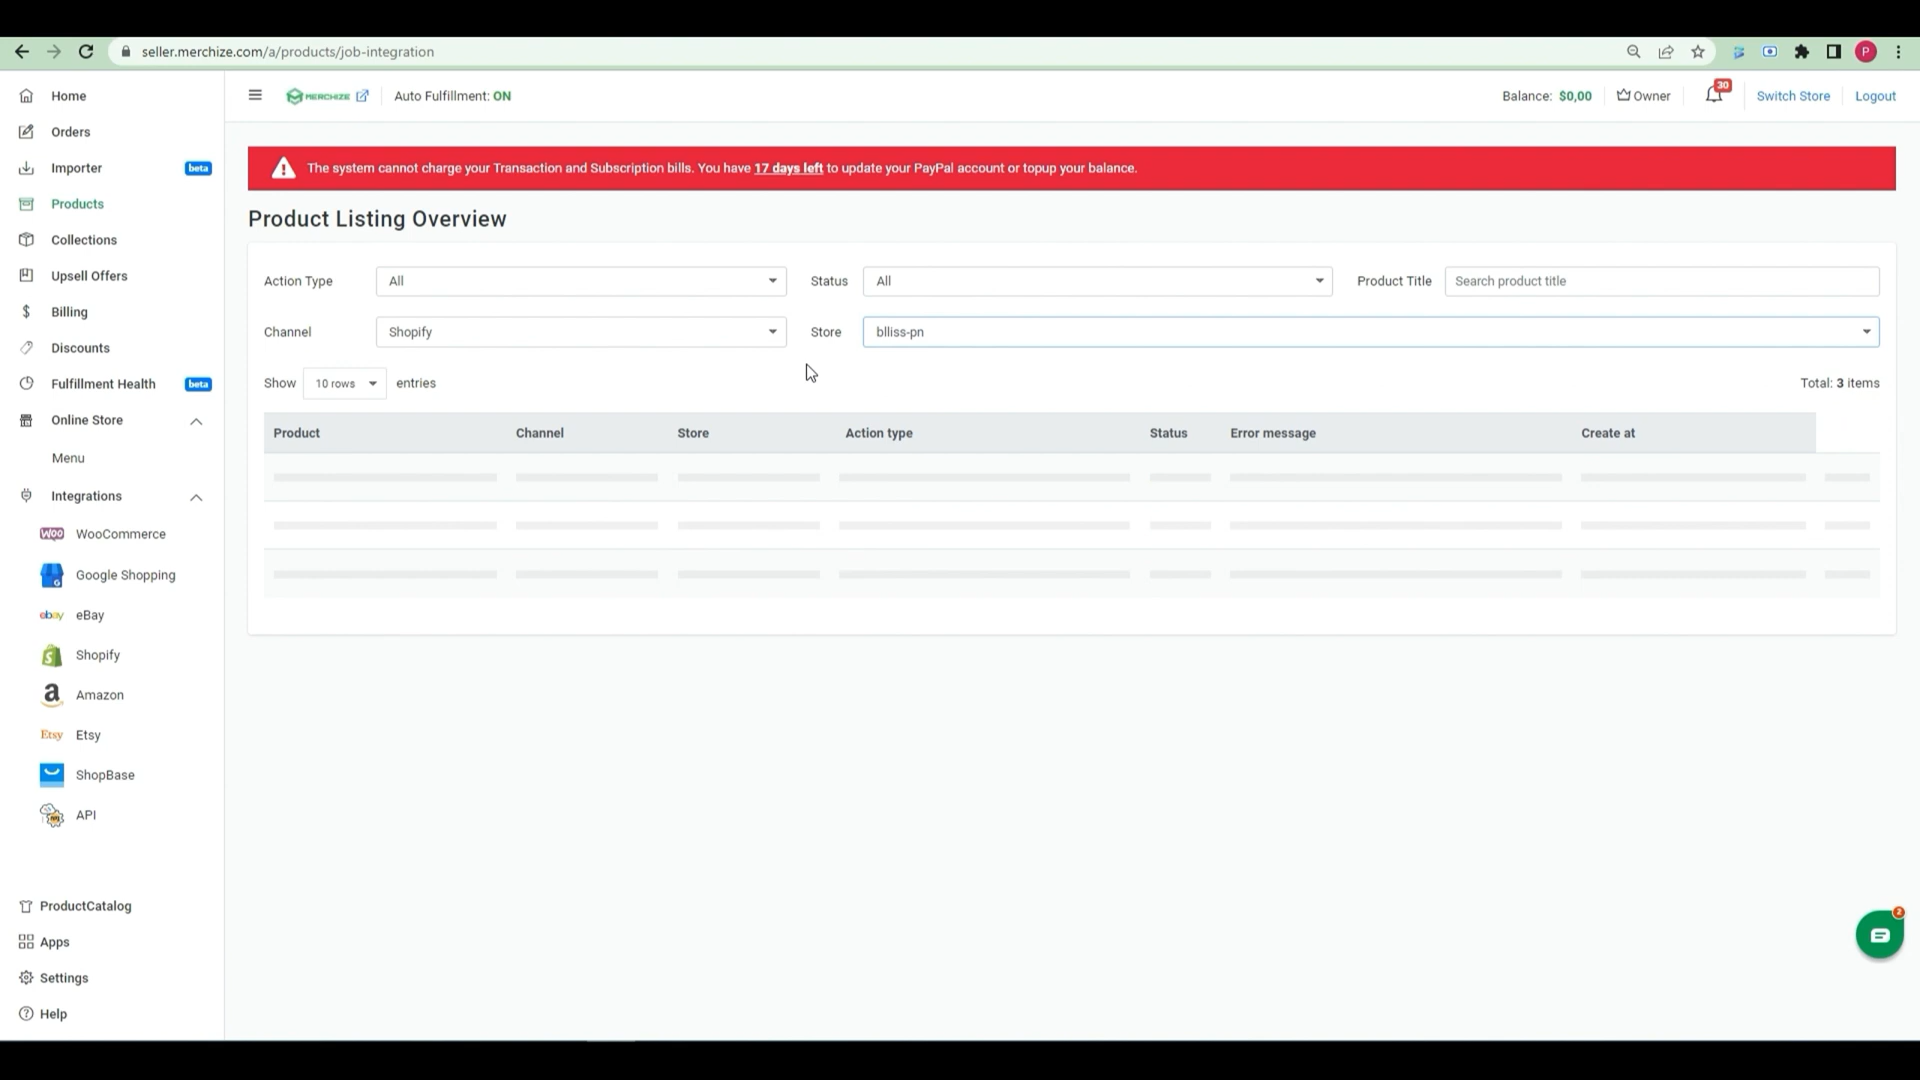 seller.merchize.com/a/products/job-integration
P
Home
MERCHIZE
Auto Fulfillment: ON
Balance: $0,00
Owner
30
Switch Store
Logout
Orders
Importer
beta
The system cannot charge your Transaction and Subscription bills. You have 17 days left to update your PayPal account or topup your balance.
Products
Product Listing Overview
Collections
Upsell Offers
Action Type
All
Status
All
Product Title
Search product title
Billing
Channel
Shopify
Store
blliss-pn
Discounts
Fulfillment Health
beta
Show
10 rows
entries
Total: 3 items
Online Store
Product
Channel
Store
Action type
Status
Error message
Create at
Menu
Integrations
WOO
WooCommerce
G
Google Shopping
ebay
eBay
S
Shopify
a
Amazon
Etsy
Etsy
ShopBase
API
ProductCatalog
2
Apps
Settings
Help